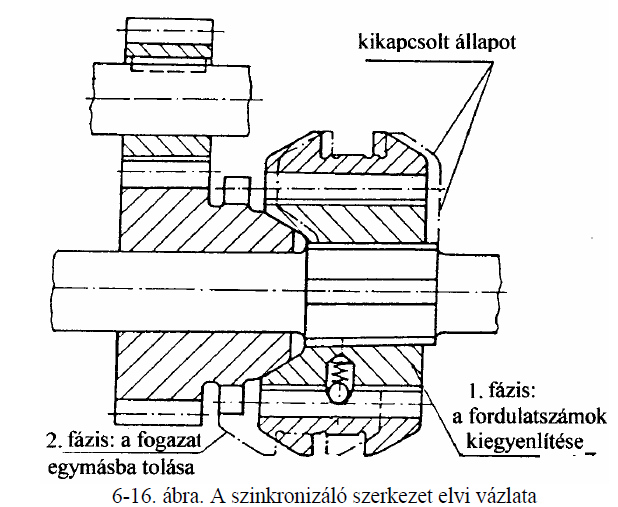 kikapcsolt állapot
1. fázis:
a fordulatszámok
kiegyenlítése
2. fázis: a fogazat
egymásba tolása
6-16. ábra. A szinkronizáló szerkezet elvi vázlata